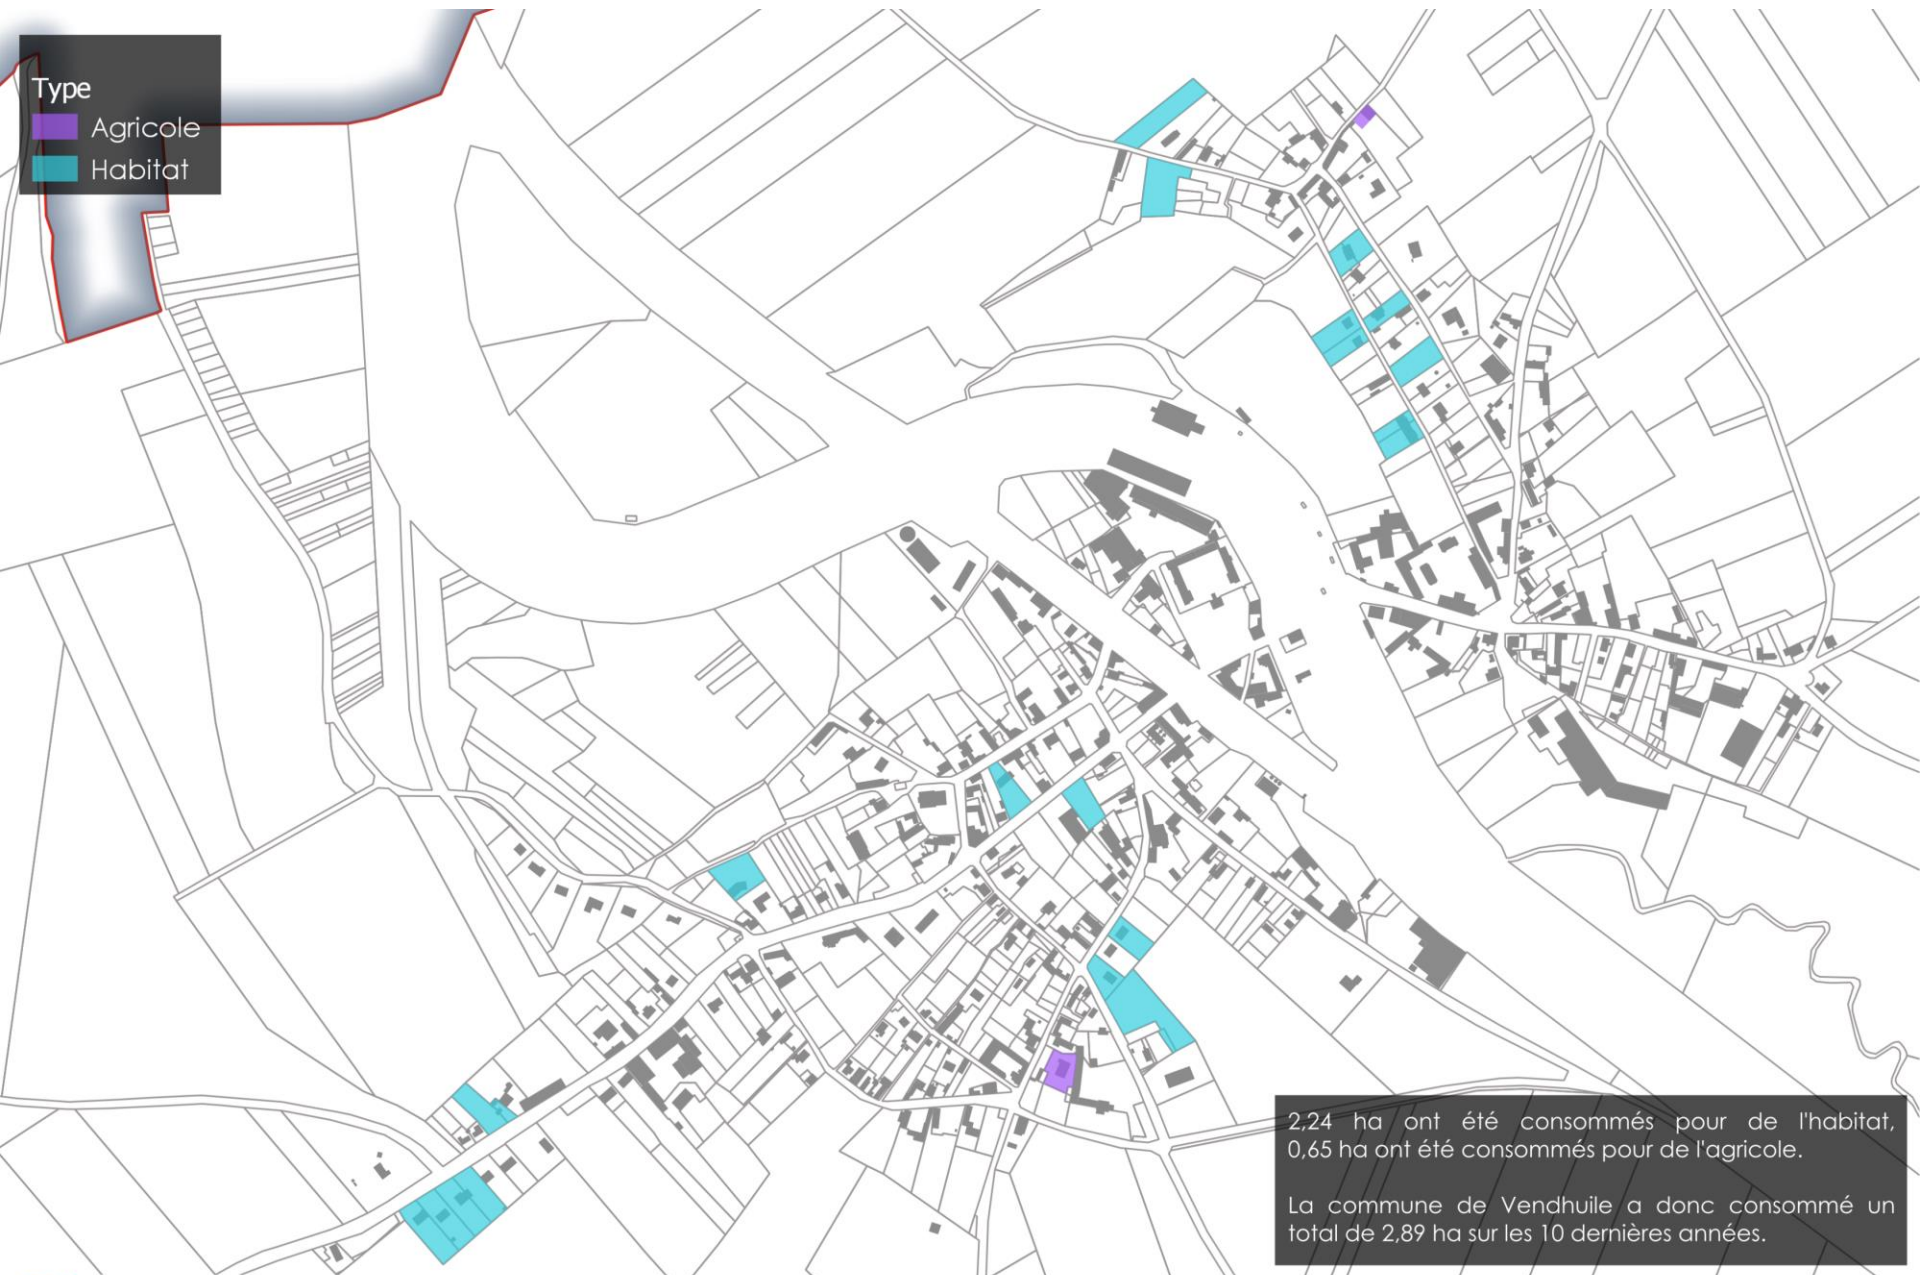 Type
Agricole
Habitat
2,24 ha ont été consommés pour de l'habitat,
0,65 ha ont été consommés pour de l'agricole.
La commune de Vendhuile a donc consommé un
total de 2,89 ha sur les 10 dernières années.